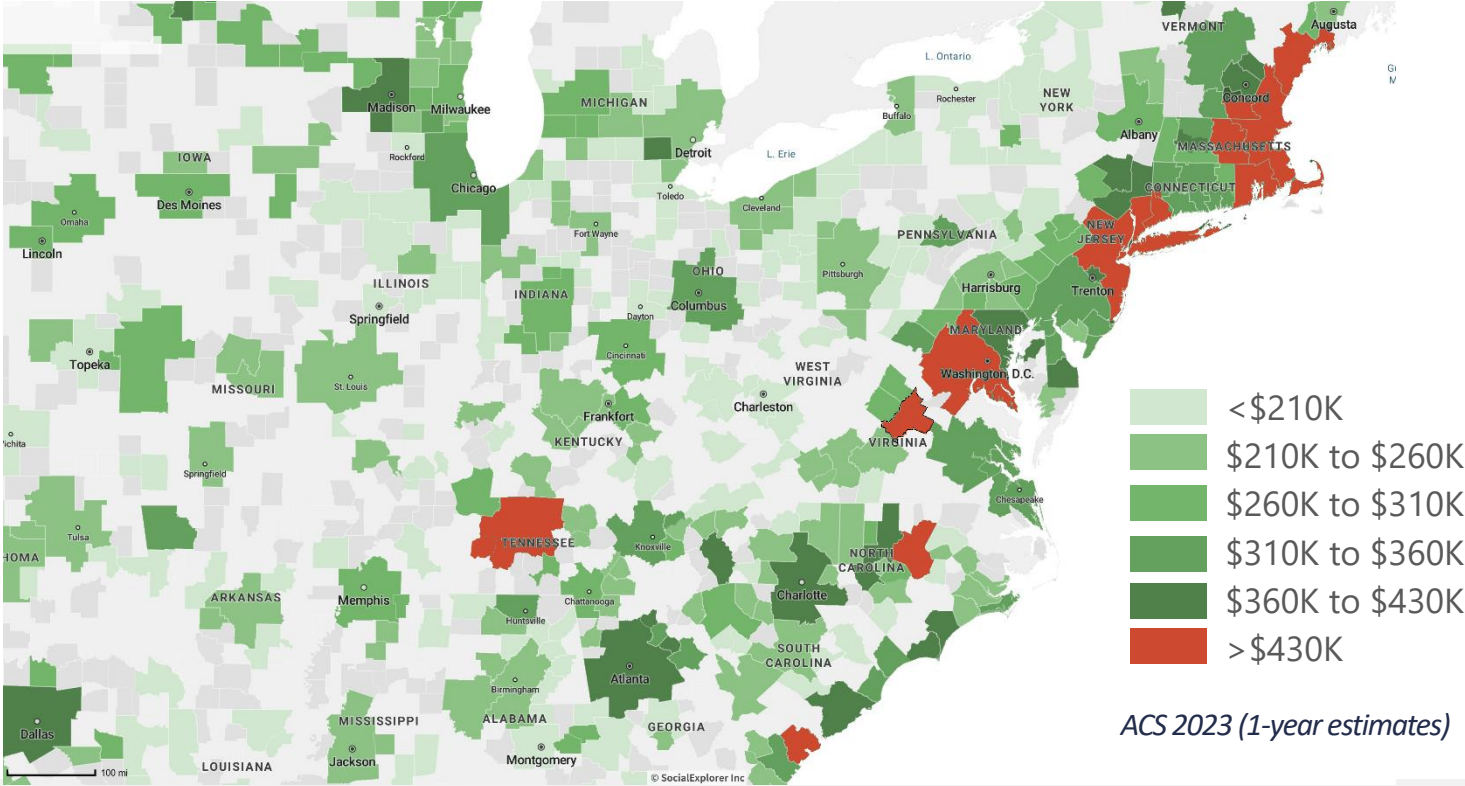 VERMONT
Augusta
L. Ontario
Rochester
NEW
YORK
Concord
Madison
Milwaukee
MICHIGAN
Buffalo
Albany
MASSACHUSETTS
Rockford
Detroit
L. Erie
IOWA
Chicago
Toledo
CONNECTICUT
Des Moines
Cleveland
Omaha
Fort Wayne
PENNSYLVANIA
NEW
JERSEY
Lincoln
OHIO
Pittsburgh
ILLINOIS
INDIANA
Harrisburg
Trenton
Columbus
Springfield
Dayton
MARYLAND
Topeka
Cincinnati
WEST
VIRGINIA
Washington, D.C.
MISSOURI
St. Louis
Charleston
Frankfort
KENTUCKY
VIRGINIA
Springfield
Chesapeake
Tulsa
TENNESSEE
Knoxville
NORTH
CAROLINA
ARKANSAS
Memphis
Chattanooga
Charlotte
Huntsville
SOUTH
CAROLINA
Birmingham
Atlanta
Dallas
MISSISSIPPI
ALABAMA
GEORGIA
Jackson
Montgomery
LOUISIANA
100 mi
© SocialExplorer Inc
<$210K
$210K to $260K
$260K to $310K
$310K to $360K
$360K to $430K
>$430K
ACS 2023 (1-year estimates)